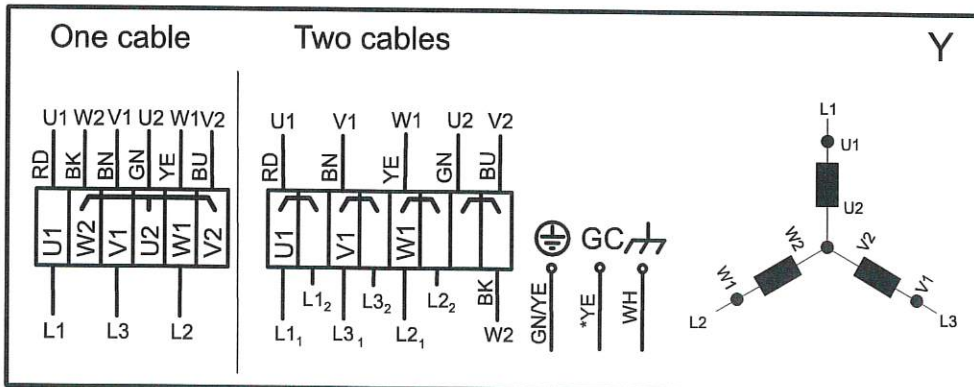 One cable
Two cables
Y
U1 W2 V1 U2 W1 V2
RD BK BN GN YE BU
U1 W2 V1 U2 W1 V2
L1 L3 L2
U1 V1 W1 U2 V2
RD BN YE GN BU
U1 V1 W1
L1₂ L3₂ L2₂ BK
L1₁ L3₁ L2₁ W2
GC
GN/YE *YE WH
L1
U1
U2
W2 V2
W1 V1
L2 L3